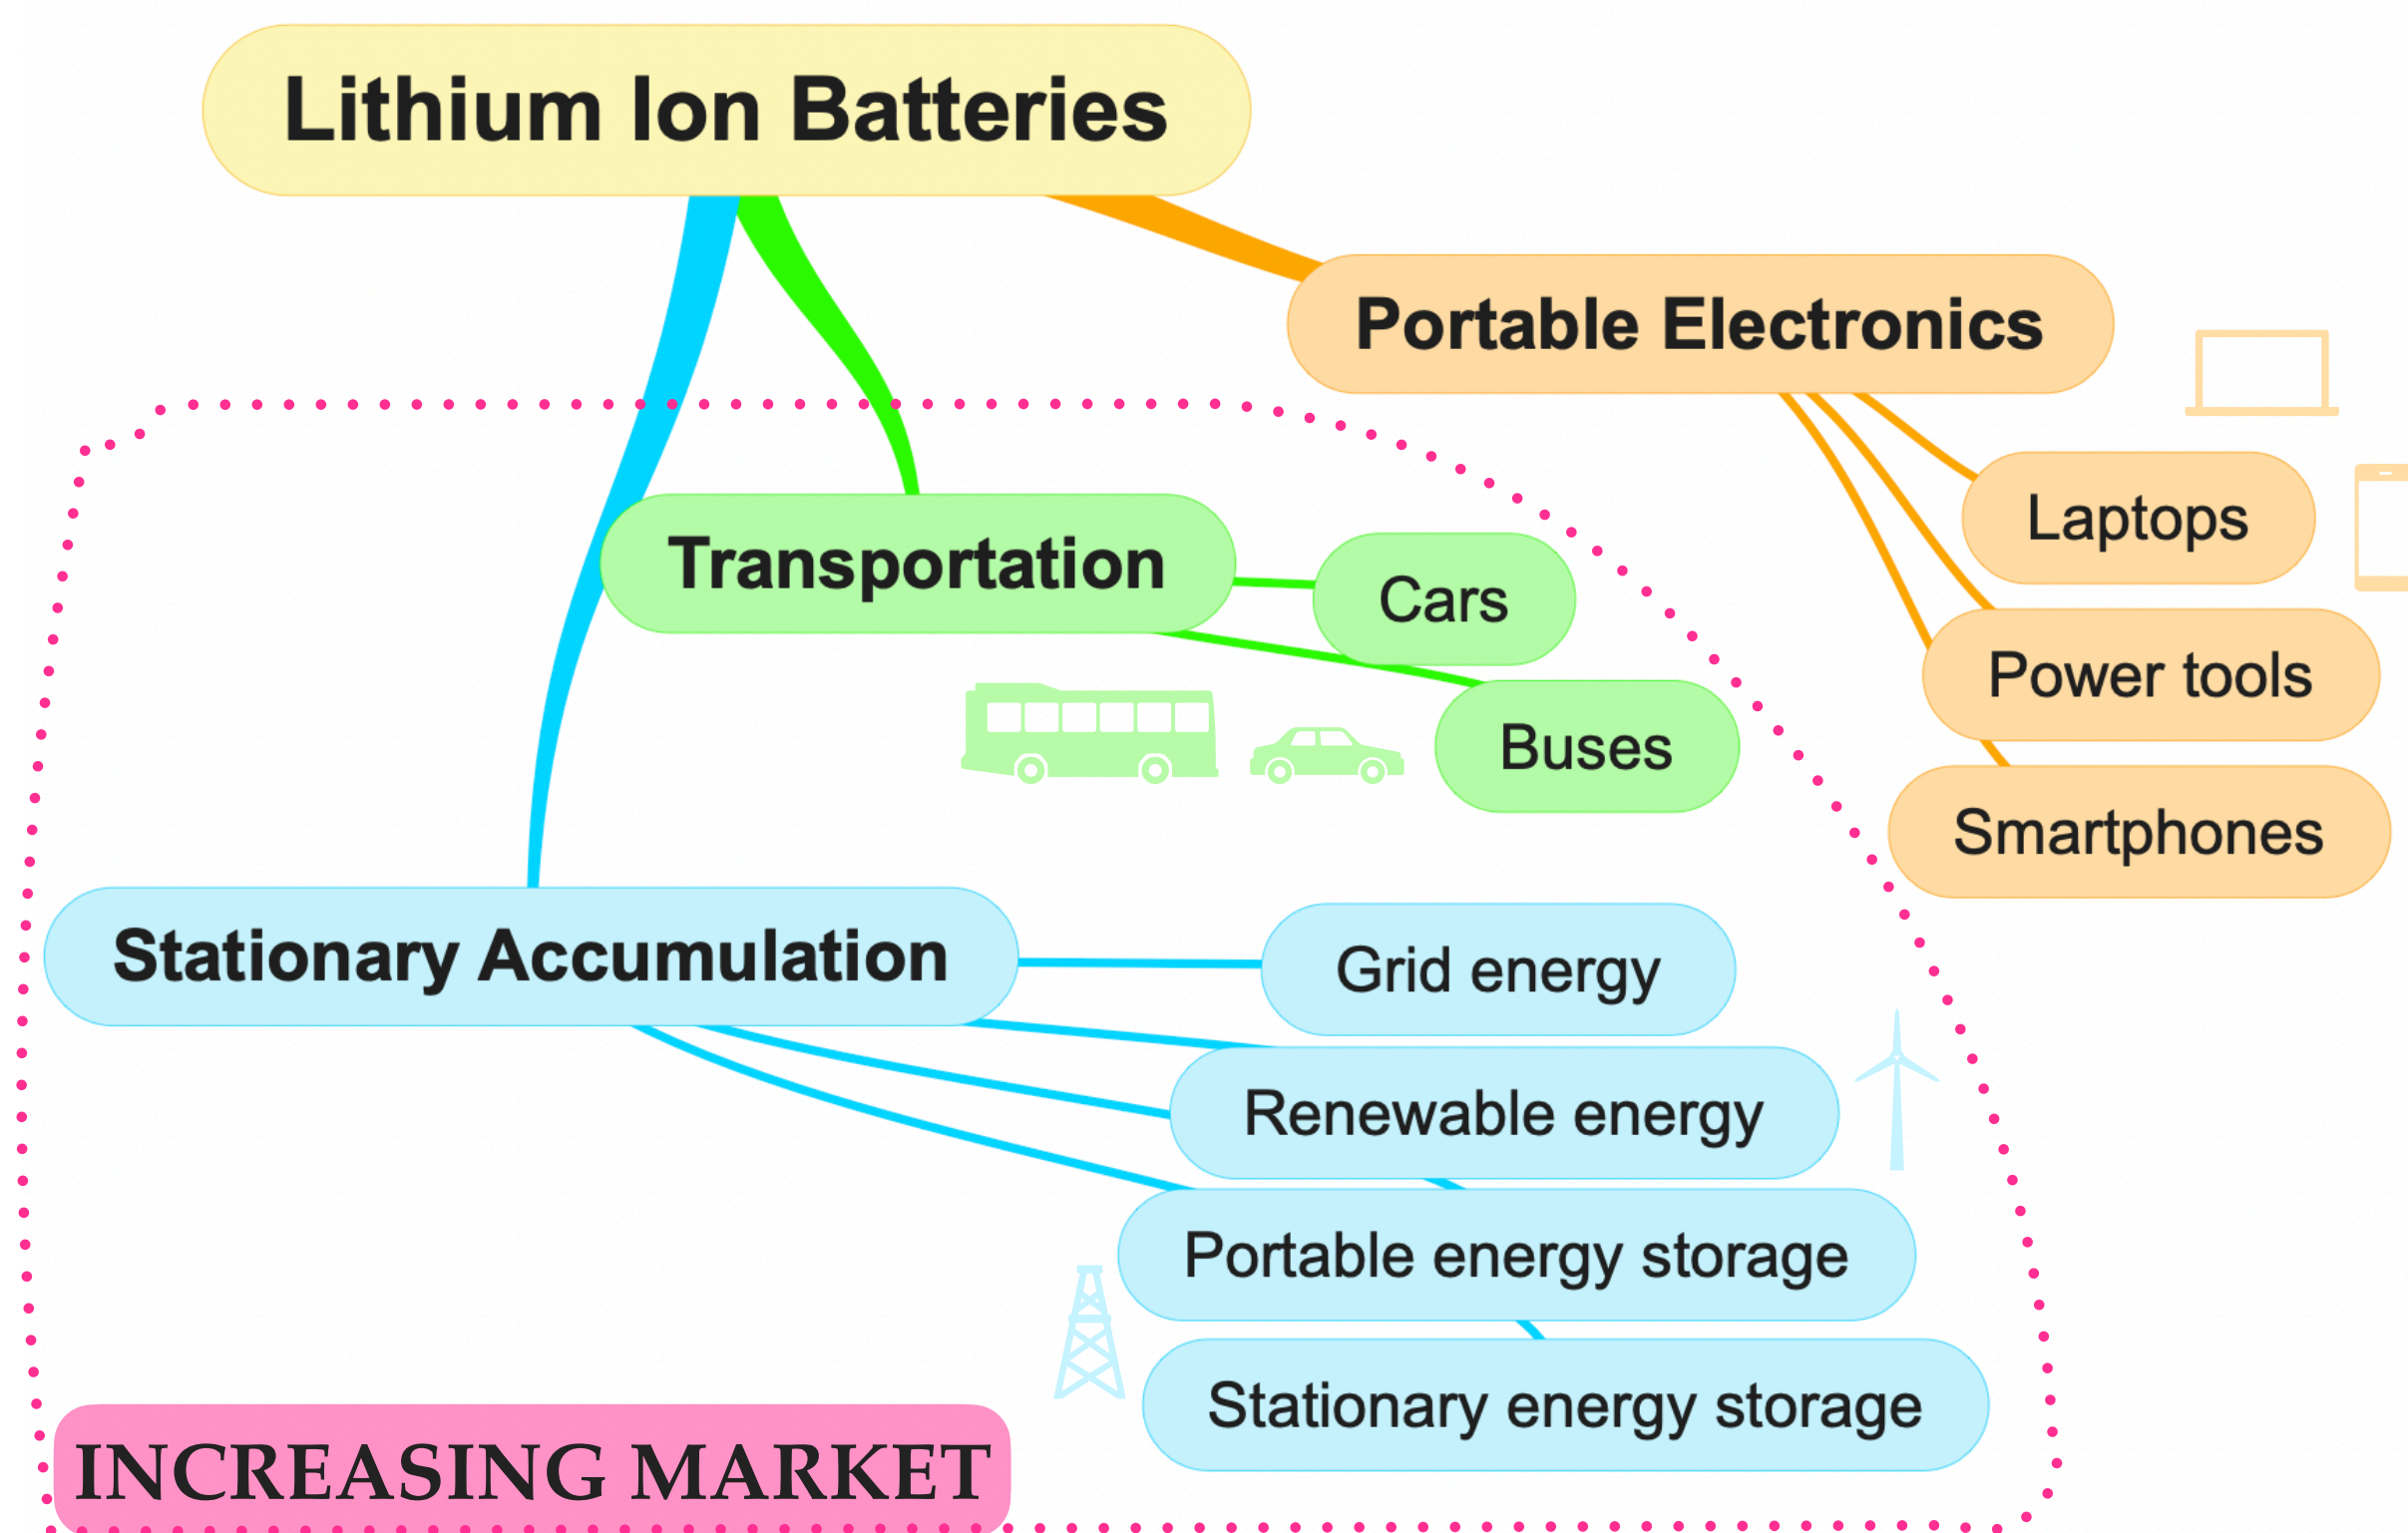 Lithium Ion Batteries
Portable Electronics
Laptops
Power tools
Smartphones
Transportation
Cars
Buses
Stationary Accumulation
Grid energy
Renewable energy
Portable energy storage
Stationary energy storage
INCREASING MARKET